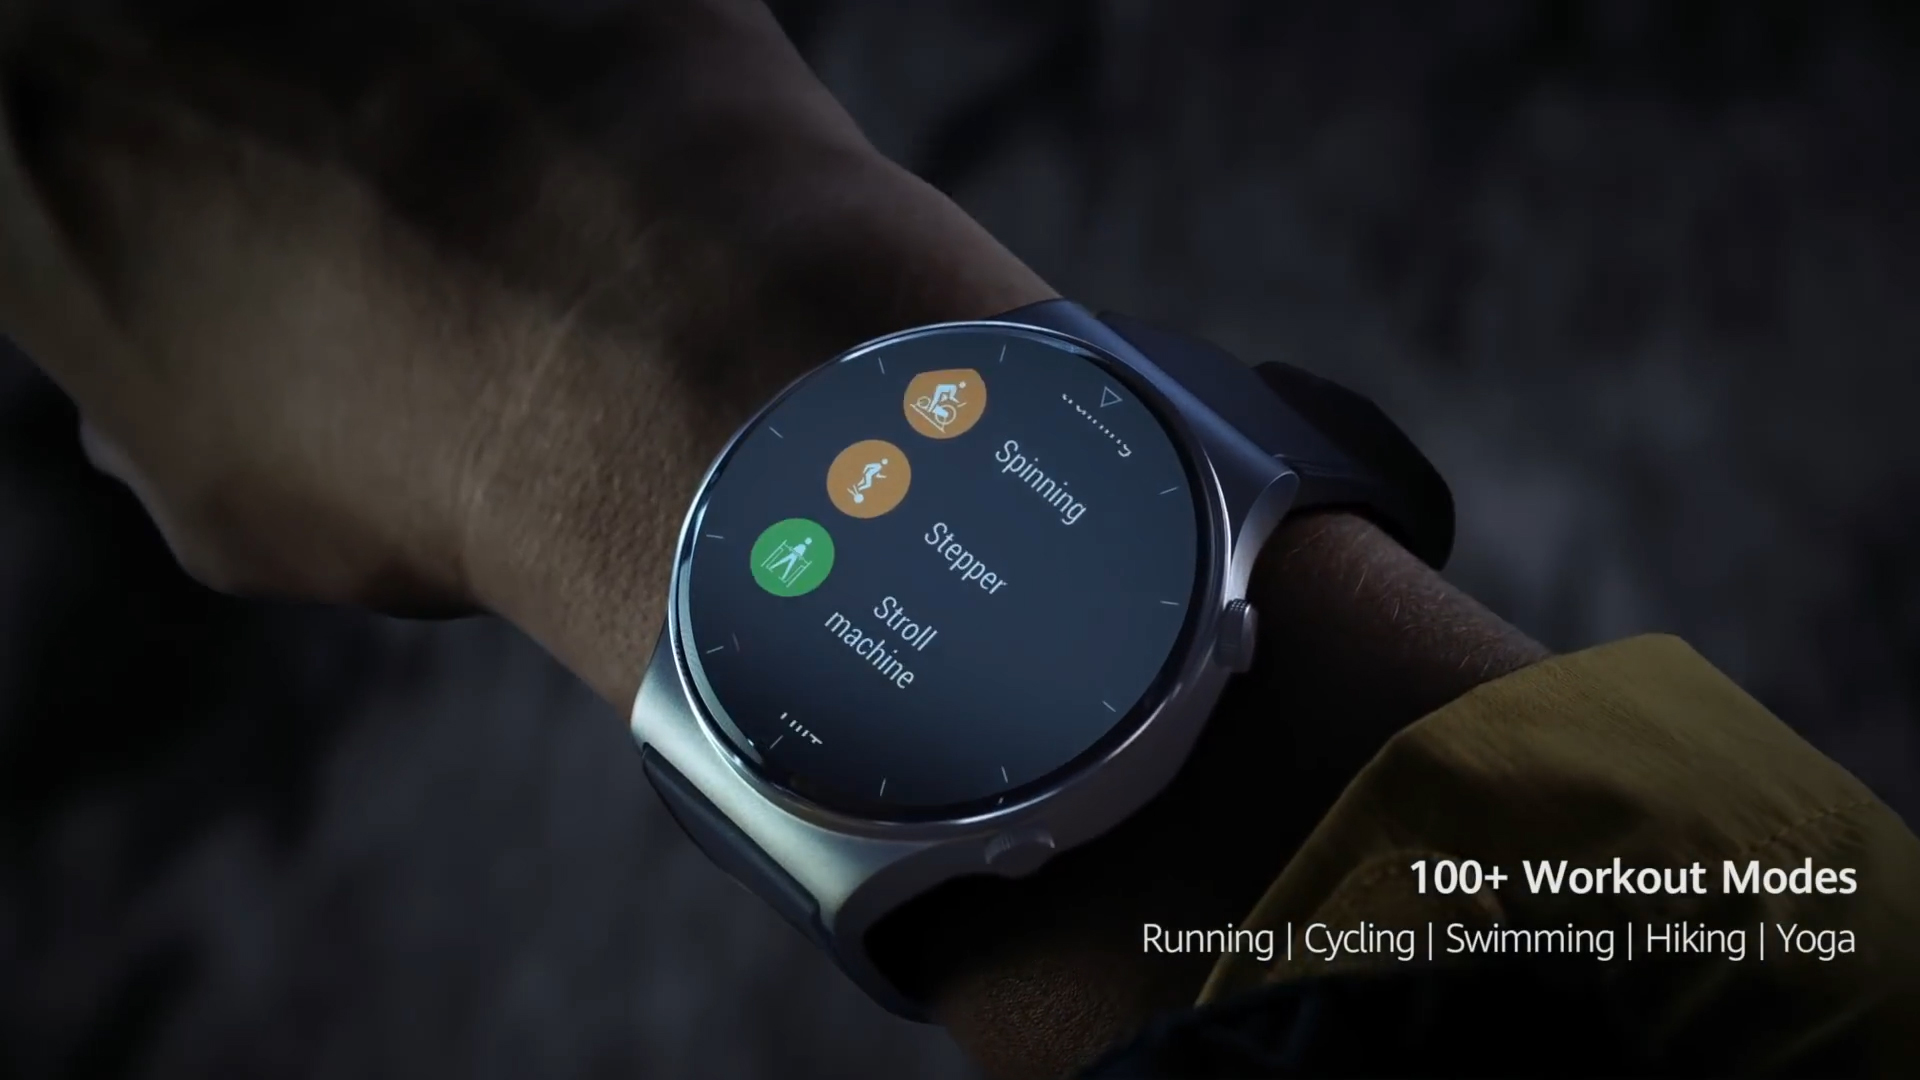 Spinning
Stepper
Stroll
machine
100+ Workout Modes
Running | Cycling | Swimming | Hiking | Yoga